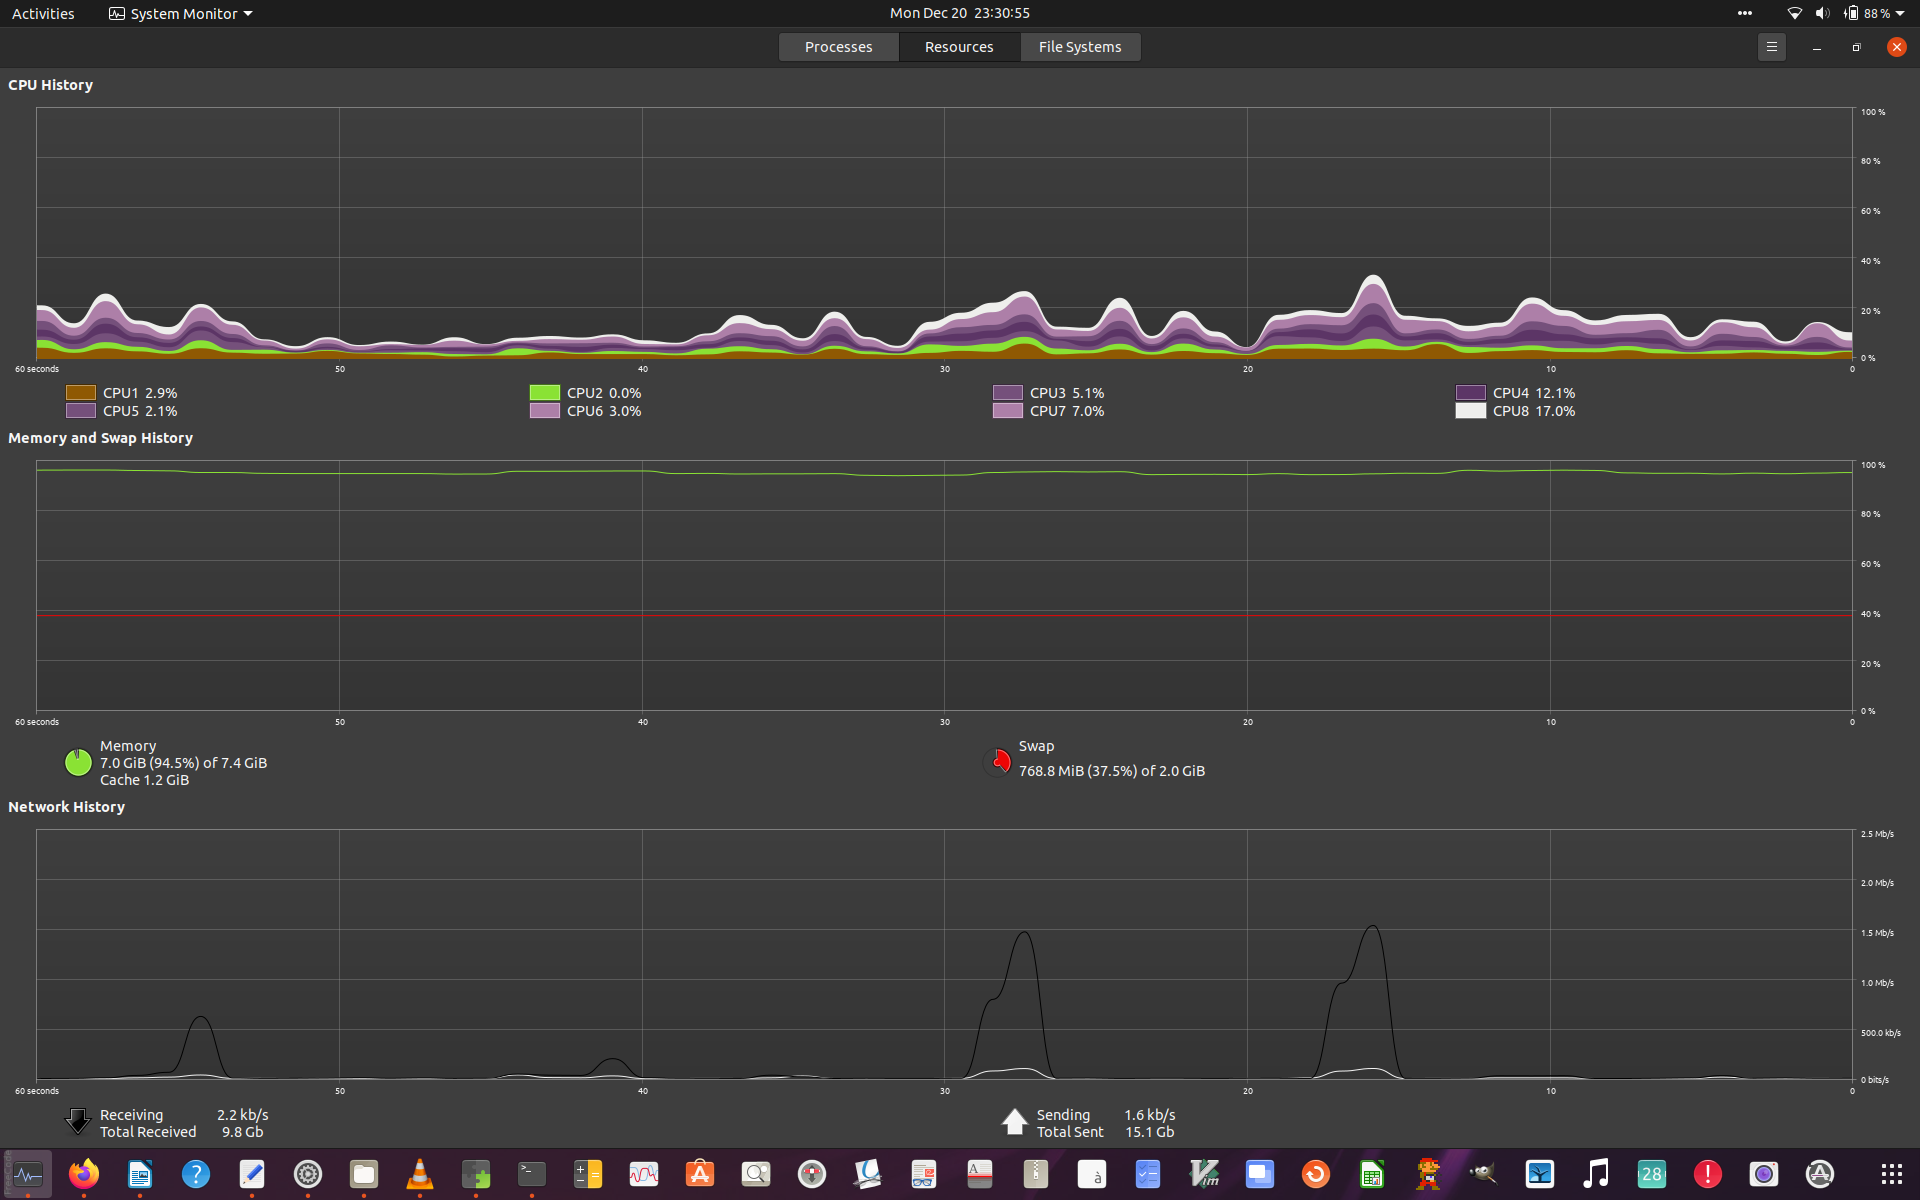 Activities System Monitor Mon Dec 20 23:30:55 88 %
Processes Resources File Systems
CPU History
100 %
80 %
60 %
40 %
20 %
0 %
60 seconds 50 40 30 20 10 0
CPU1 2.9% CPU2 0.0% CPU3 5.1% CPU4 12.1%
CPU5 2.1% CPU6 3.0% CPU7 7.0% CPU8 17.0%
Memory and Swap History
100 %
80 %
60 %
40 %
20 %
0 %
60 seconds 50 40 30 20 10 0
Memory
7.0 GiB (94.5%) of 7.4 GiB
Cache 1.2 GiB
Swap
768.8 MiB (37.5%) of 2.0 GiB
Network History
2.5 Mb/s
2.0 Mb/s
1.5 Mb/s
1.0 Mb/s
500.0 kb/s
0 bits/s
60 seconds 50 40 30 20 10 0
Receiving 2.2 kb/s
Total Received 9.8 Gb
Sending 1.6 kb/s
Total Sent 15.1 Gb
? >_ A à Vim 28 !